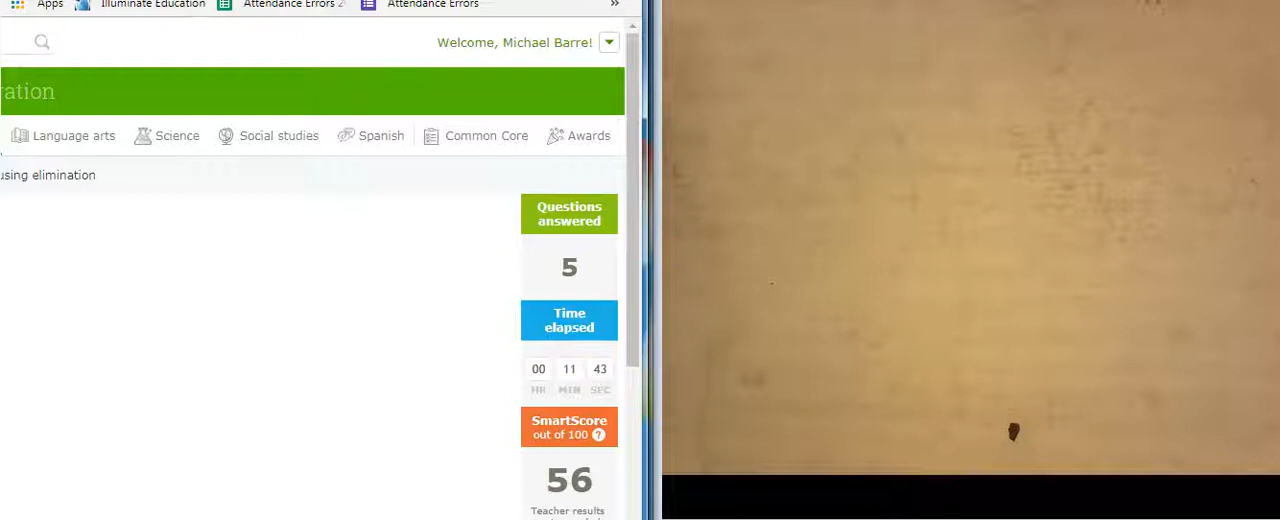 Apps Illuminate Education Attendance Errors 2 Attendance Errors »
Welcome, Michael Barre!
ration
Language arts Science Social studies Spanish Common Core Awards
using elimination
Questions
answered
5
Time
elapsed
00 11 43
HR MIN SEC
SmartScore
out of 100 ?
56
Teacher results